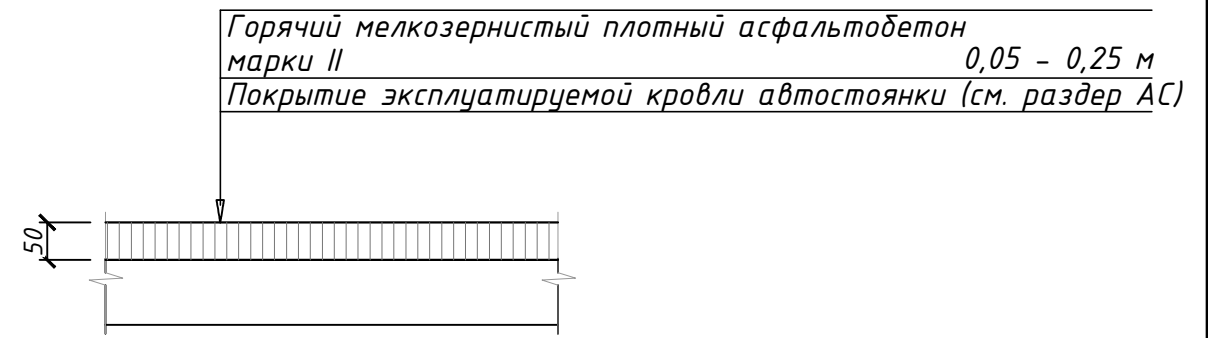 Горячий мелкозернистый плотный асфальтобетон
марки II 0,05 - 0,25 м
Покрытие эксплуатируемой кровли автостоянки (см. раздер АС)
50